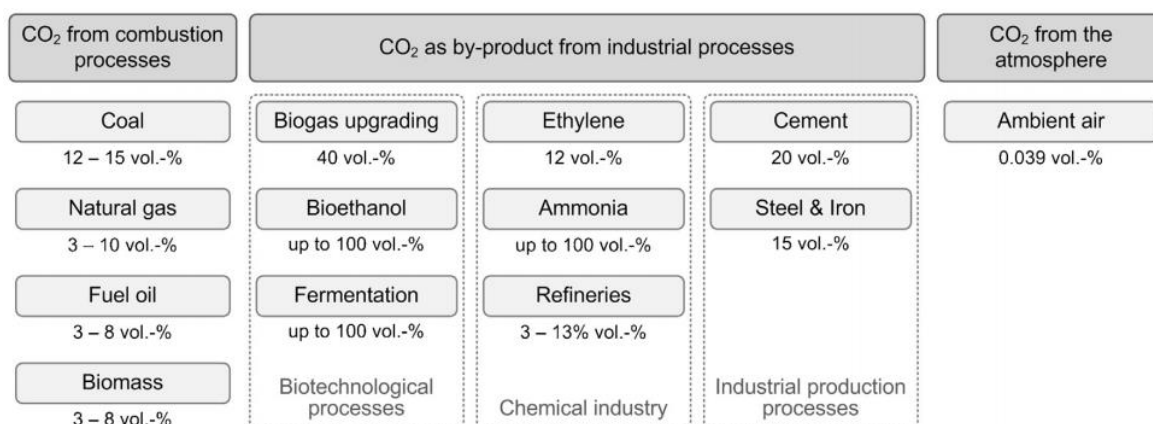 CO₂ from combustion
processes
CO₂ as by-product from industrial processes
CO₂ from the
atmosphere
Coal
12 – 15 vol.-%
Natural gas
3 – 10 vol.-%
Fuel oil
3 – 8 vol.-%
Biomass
3 – 8 vol.-%
Biogas upgrading
40 vol.-%
Bioethanol
up to 100 vol.-%
Fermentation
up to 100 vol.-%
Biotechnological
processes
Ethylene
12 vol.-%
Ammonia
up to 100 vol.-%
Refineries
3 – 13% vol.-%
Chemical industry
Cement
20 vol.-%
Steel & Iron
15 vol.-%
Industrial production
processes
Ambient air
0.039 vol.-%